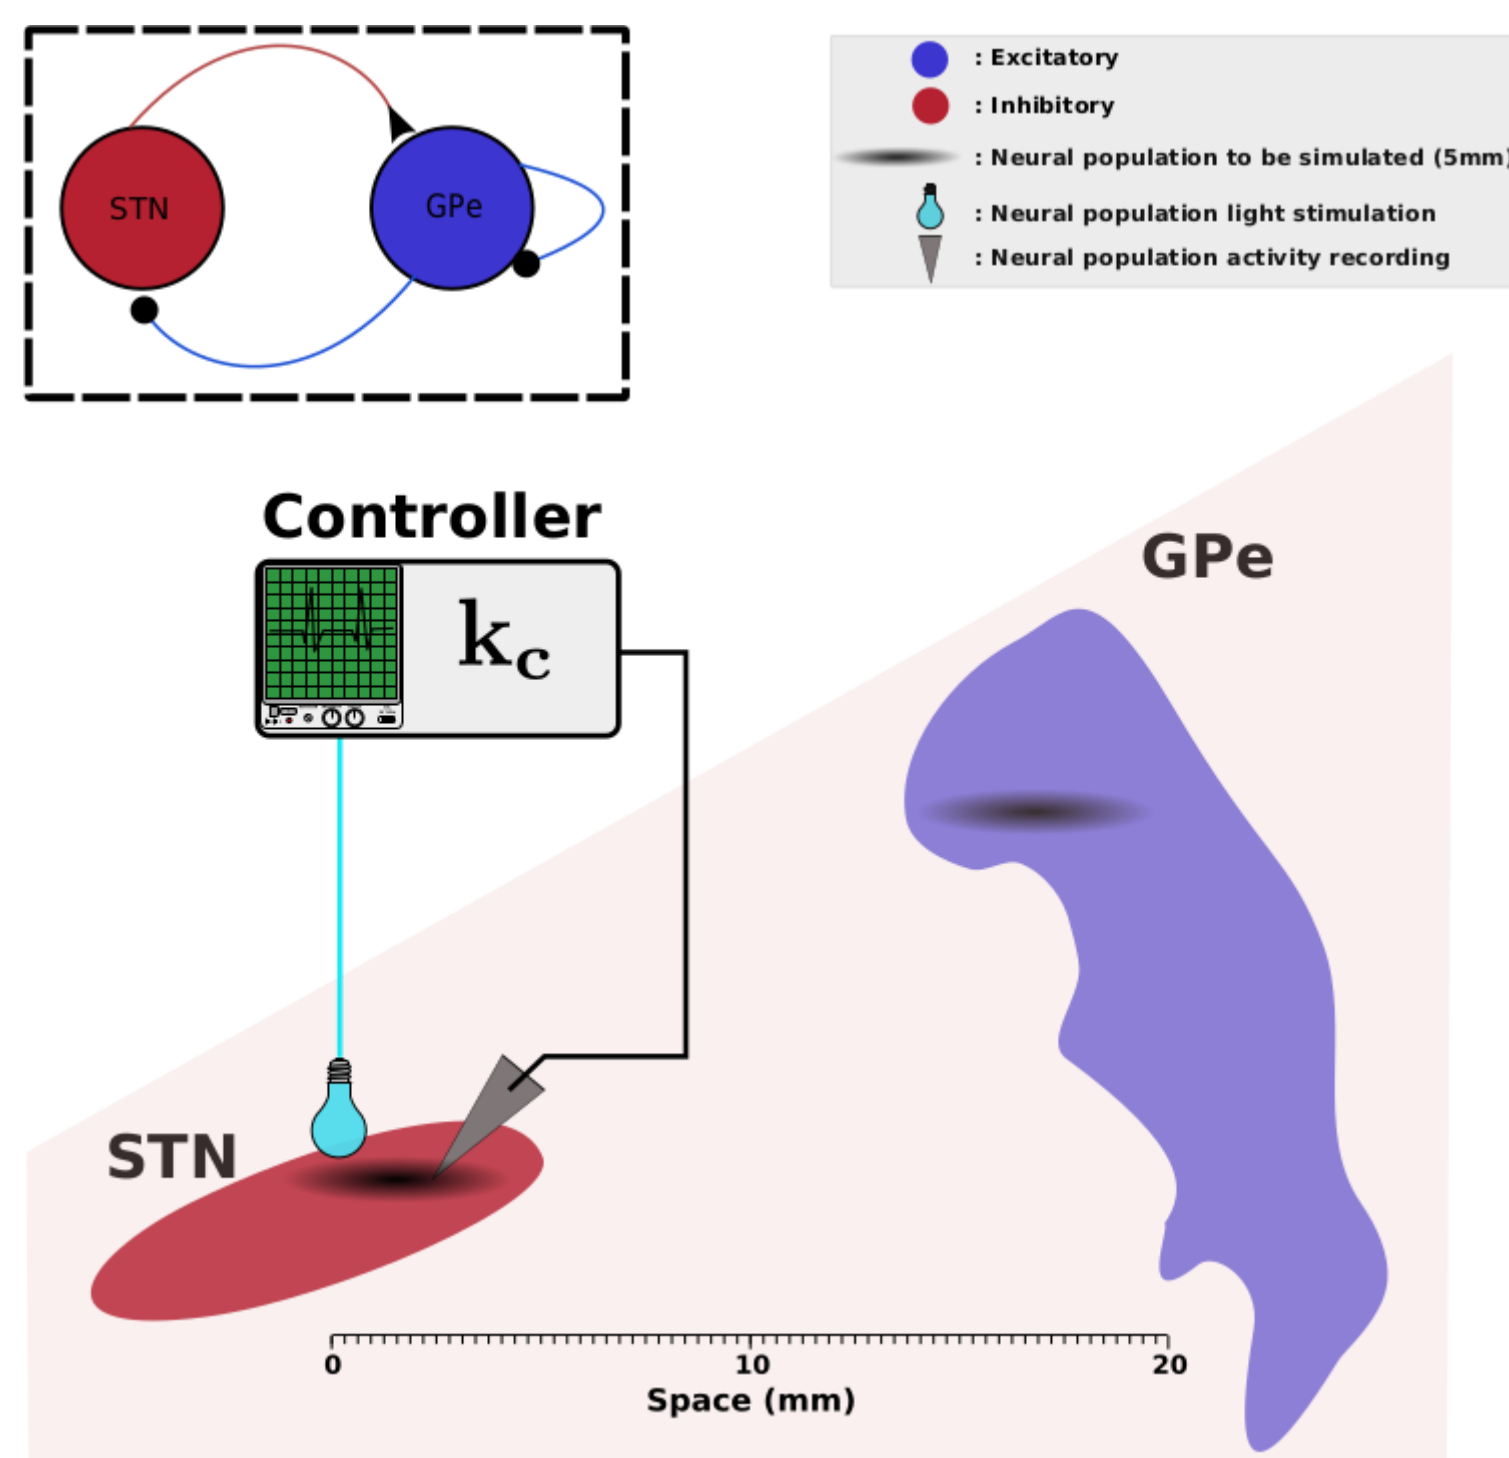 STN
GPe
: Excitatory
: Inhibitory
: Neural population to be simulated (5mm)
: Neural population light stimulation
: Neural population activity recording
Controller
kc
GPe
STN
0 10 20
Space (mm)